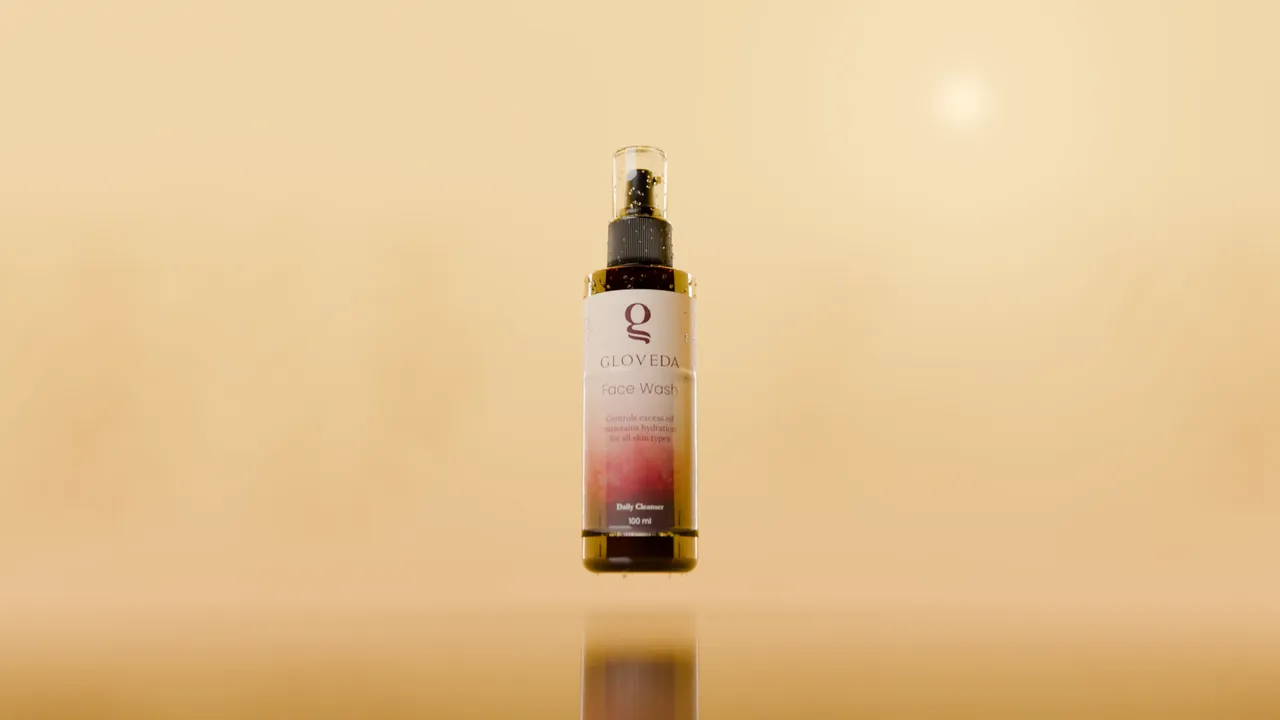 g
GLOVEDA
Face Wash
Controls excess oil
maintains hydration
for all skin types
Daily Cleanser
100 ml